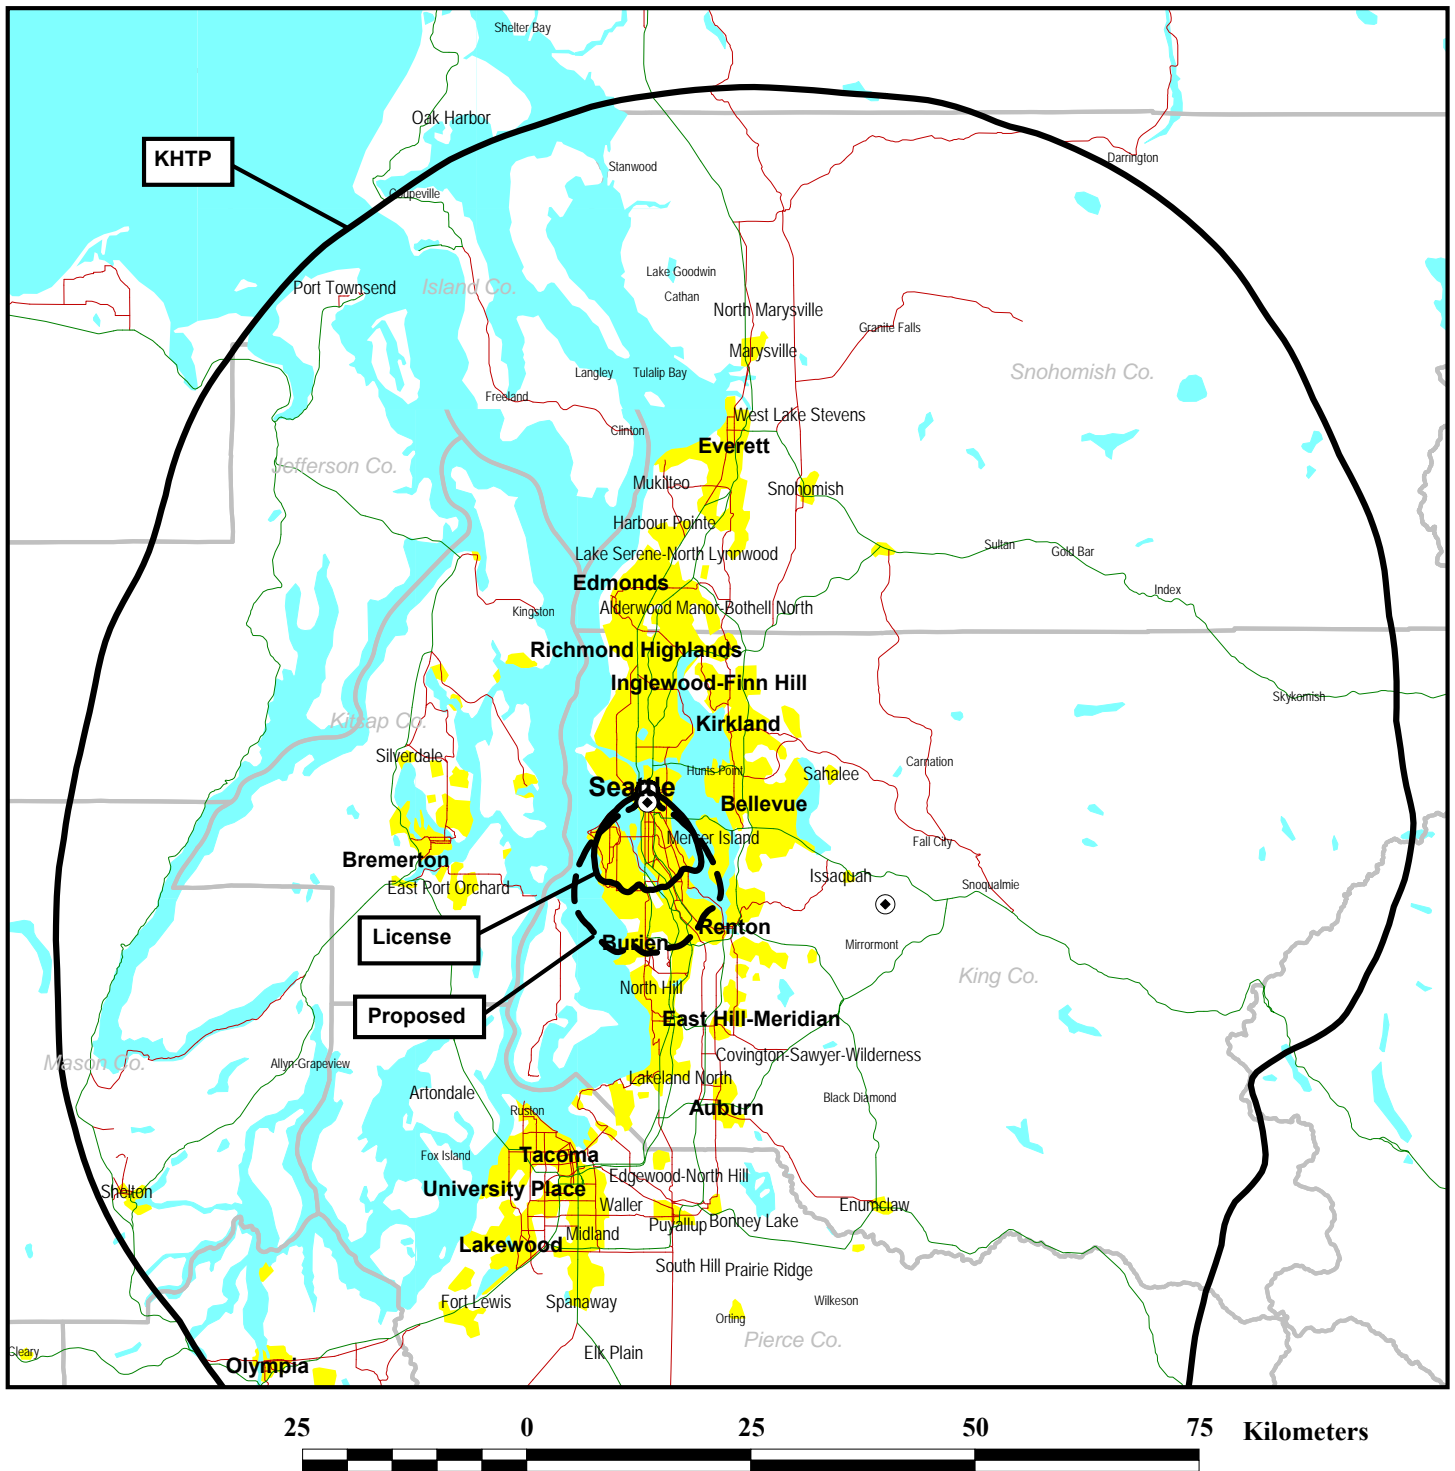 Shelter Bay
Oak Harbor
KHTP
Darrington
Stanwood
Coupeville
Lake Goodwin
Island Co.
Port Townsend
Cathan
North Marysville
Granite Falls
Marysville
Langley
Tulalip Bay
Snohomish Co.
Freeland
West Lake Stevens
Clinton
Everett
Jefferson Co.
Mukilteo
Snohomish
Harbour Pointe
Sultan
Gold Bar
Lake Serene-North Lynnwood
Edmonds
Index
Kingston
Alderwood Manor-Bothell North
Richmond Highlands
Inglewood-Finn Hill
Skykomish
Kitsap Co.
Kirkland
Silverdale
Carnation
Hunts Point
Sahalee
Seattle
Bellevue
Mercer Island
Fall City
Bremerton
Issaquah
East Port Orchard
Snoqualmie
License
Renton
Burien
Mirrormont
King Co.
North Hill
Proposed
East Hill-Meridian
Covington-Sawyer-Wilderness
Mason Co.
Allyn-Grapeview
Lakeland North
Artondale
Black Diamond
Ruston
Auburn
Fox Island
Tacoma
Edgewood-North Hill
University Place
Shelton
Waller
Enumclaw
Puyallup
Bonney Lake
Midland
Lakewood
South Hill
Prairie Ridge
Fort Lewis
Spanaway
Wilkeson
Orting
Pierce Co.
Cleary
Elk Plain
Olympia
25 0 25 50 75 Kilometers